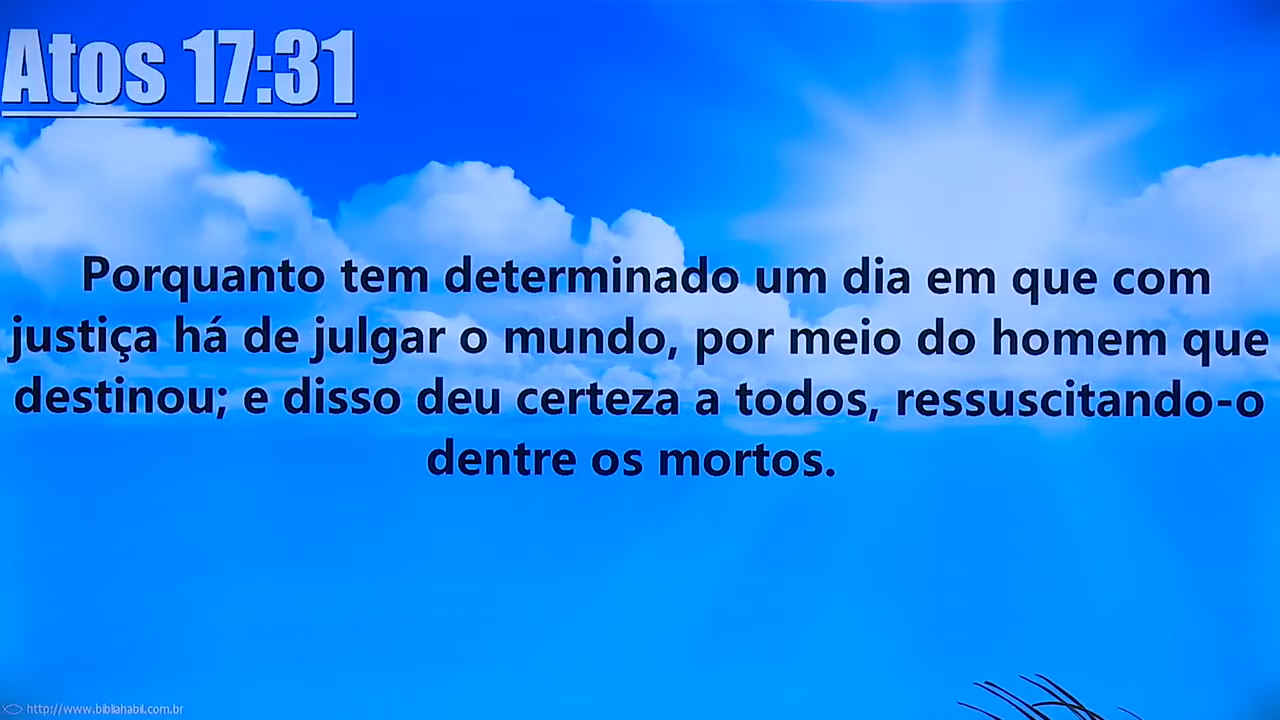 Atos 17:31
Porquanto tem determinado um dia em que com
justiça há de julgar o mundo, por meio do homem que
destinou; e disso deu certeza a todos, ressuscitando-o
dentre os mortos.
http://www.bibliahabil.com.br